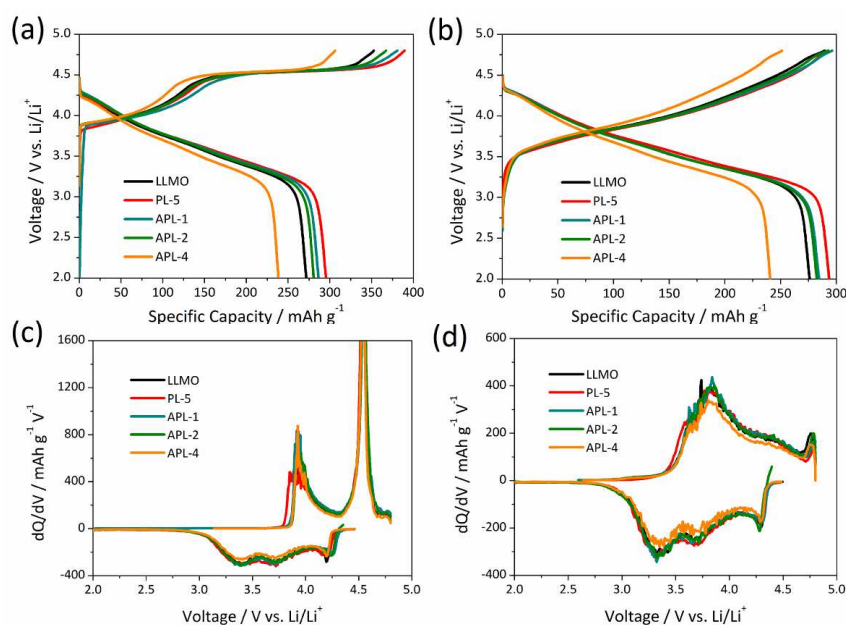 (a)
5.0
4.5
4.0
3.5
3.0
2.5
2.0
Voltage / V vs. Li/Li⁺
LLMO
PL-5
APL-1
APL-2
APL-4
0 50 100 150 200 250 300 350 400
Specific Capacity / mAh g⁻¹
(b)
5.0
4.5
4.0
3.5
3.0
2.5
2.0
Voltage / V vs. Li/Li⁺
LLMO
PL-5
APL-1
APL-2
APL-4
0 50 100 150 200 250 300
Specific Capacity / mAh g⁻¹
(c)
1600
1200
800
400
0
-400
dQ/dV / mAh g⁻¹ V⁻¹
LLMO
PL-5
APL-1
APL-2
APL-4
2.0 2.5 3.0 3.5 4.0 4.5 5.0
Voltage / V vs. Li/Li⁺
(d)
600
400
200
0
-200
-400
dQ/dV / mAh g⁻¹ V⁻¹
LLMO
PL-5
APL-1
APL-2
APL-4
2.0 2.5 3.0 3.5 4.0 4.5 5.0
Voltage / V vs. Li/Li⁺